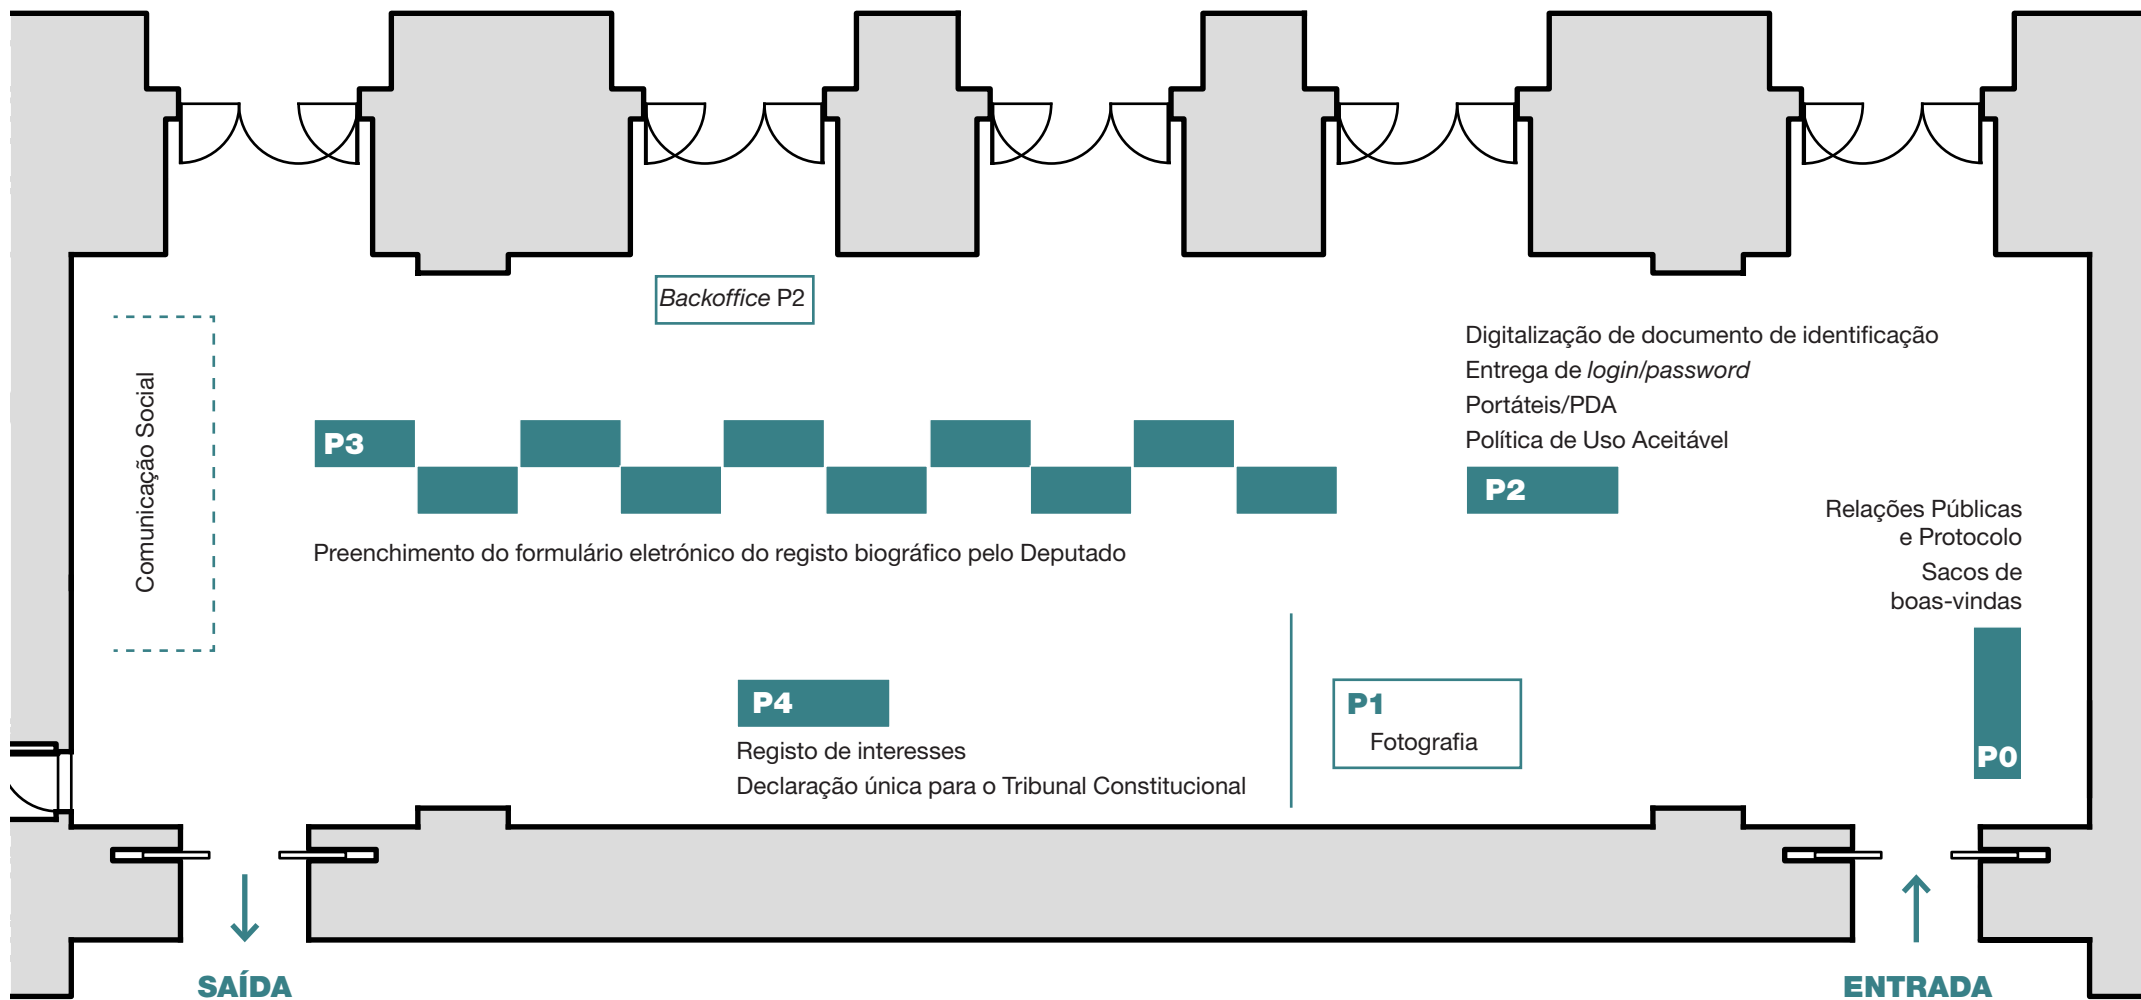 Backoffice P2
Digitalização de documento de identificação
Entrega de login/password
Portáteis/PDA
Política de Uso Aceitável
P2
Comunicação Social
P3
Preenchimento do formulário eletrónico do registo biográfico pelo Deputado
Relações Públicas
e Protocolo
Sacos de
boas-vindas
P0
P4
Registo de interesses
Declaração única para o Tribunal Constitucional
P1
Fotografia
SAÍDA
ENTRADA